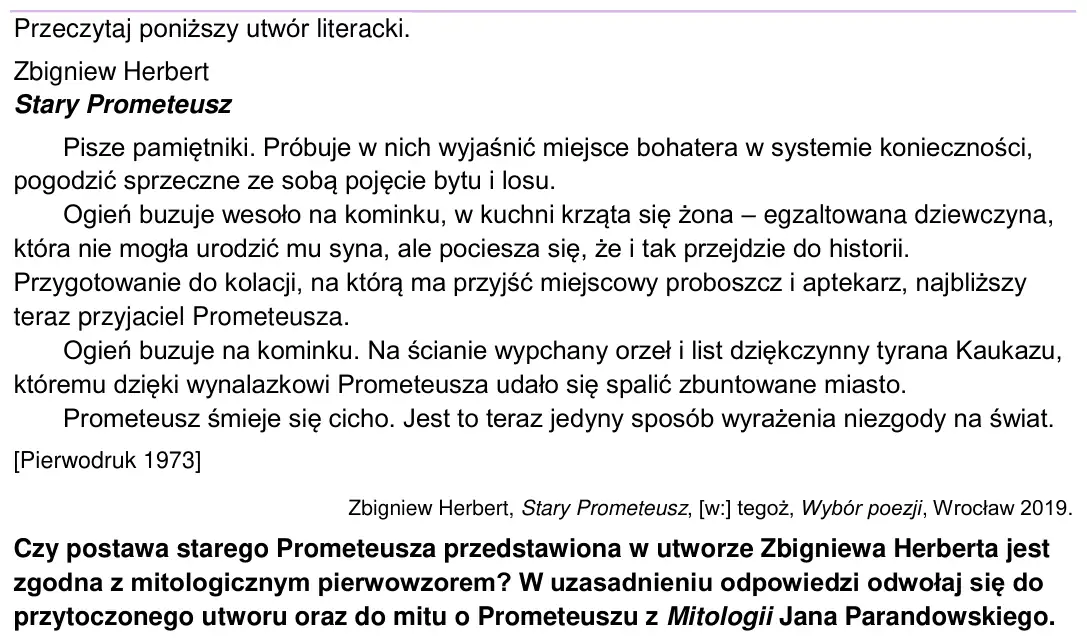 Przeczytaj poniższy utwór literacki.
Zbigniew Herbert
Stary Prometeusz
Pisze pamiętniki. Próbuje w nich wyjaśnić miejsce bohatera w systemie konieczności,
pogodzić sprzeczne ze sobą pojęcie bytu i losu.
Ogień buzuje wesoło na kominku, w kuchni krząta się żona – egzaltowana dziewczyna,
która nie mogła urodzić mu syna, ale pociesza się, że i tak przejdzie do historii.
Przygotowanie do kolacji, na którą ma przyjść miejscowy proboszcz i aptekarz, najbliższy
teraz przyjaciel Prometeusza.
Ogień buzuje na kominku. Na ścianie wypchany orzeł i list dziękczynny tyrana Kaukazu,
któremu dzięki wynalazkowi Prometeusza udało się spalić zbuntowane miasto.
Prometeusz śmieje się cicho. Jest to teraz jedyny sposób wyrażenia niezgody na świat.
[Pierwodruk 1973]
Zbigniew Herbert, Stary Prometeusz, [w:] tegoż, Wybór poezji, Wrocław 2019.
Czy postawa starego Prometeusza przedstawiona w utworze Zbigniewa Herberta jest
zgodna z mitologicznym pierwowzorem? W uzasadnieniu odpowiedzi odwołaj się do
przytoczonego utworu oraz do mitu o Prometeuszu z Mitologii Jana Parandowskiego.